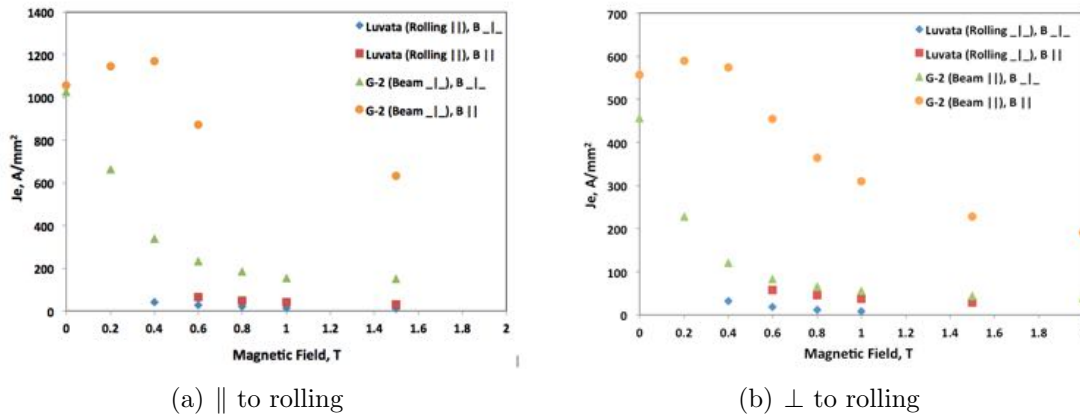 1400
1200
1000
800
600
400
200
0
Je, A/mm²
0 0.2 0.4 0.6 0.8 1 1.2 1.4 1.6 1.8 2
Magnetic Field, T
Luvata (Rolling ||), B _|_
Luvata (Rolling ||), B ||
G-2 (Beam _|_), B _|_
G-2 (Beam _|_), B ||
(a) ∥ to rolling
700
600
500
400
300
200
100
0
Je, A/mm²
0 0.2 0.4 0.6 0.8 1 1.2 1.4 1.6 1.8
Magnetic Field, T
Luvata (Rolling _|_), B _|_
Luvata (Rolling _|_), B ||
G-2 (Beam ||), B _|_
G-2 (Beam ||), B ||
(b) ⊥ to rolling